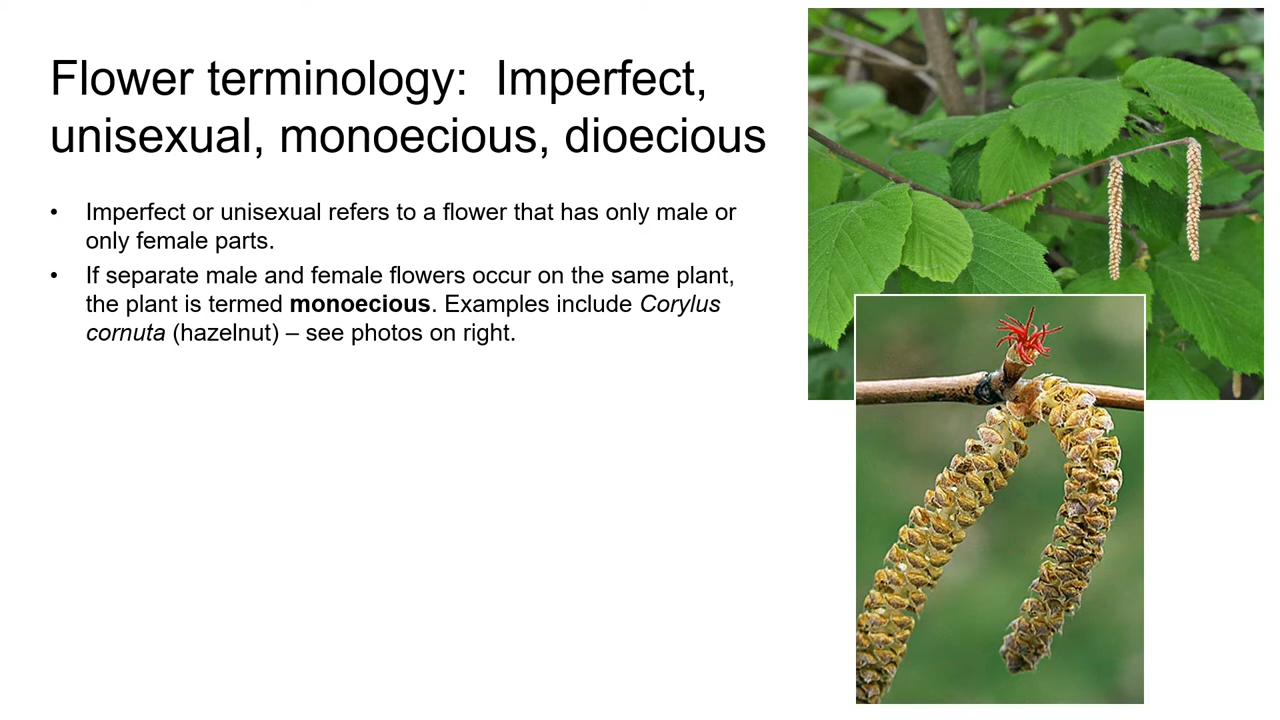 Flower terminology:  Imperfect,
unisexual, monoecious, dioecious
• Imperfect or unisexual refers to a flower that has only male or
only female parts.
• If separate male and female flowers occur on the same plant,
the plant is termed monoecious. Examples include Corylus
cornuta (hazelnut) – see photos on right.